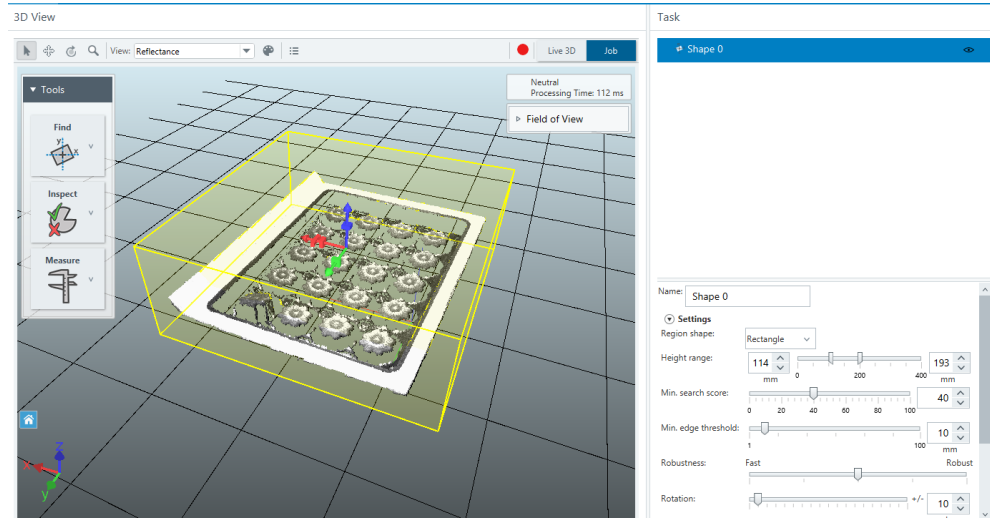 3D View
Task
View: Reflectance
Live 3D
Job
Shape 0
Tools
Neutral
Processing Time: 112 ms
Field of View
Find
y
x
Inspect
Measure
Name: Shape 0
Settings
Region shape: Rectangle
Height range: 114 193
mm 0 200 400 mm
Min. search score: 40
0 20 40 60 80 100
Min. edge threshold: 10
1 100 mm
Robustness: Fast Robust
Rotation: +/- 10
Z
X
y